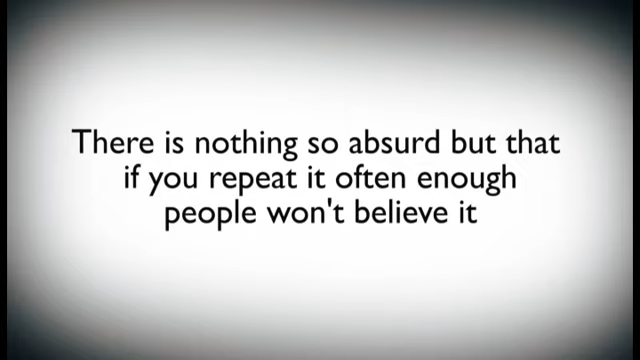 There is nothing so absurd but that
if you repeat it often enough
people won't believe it